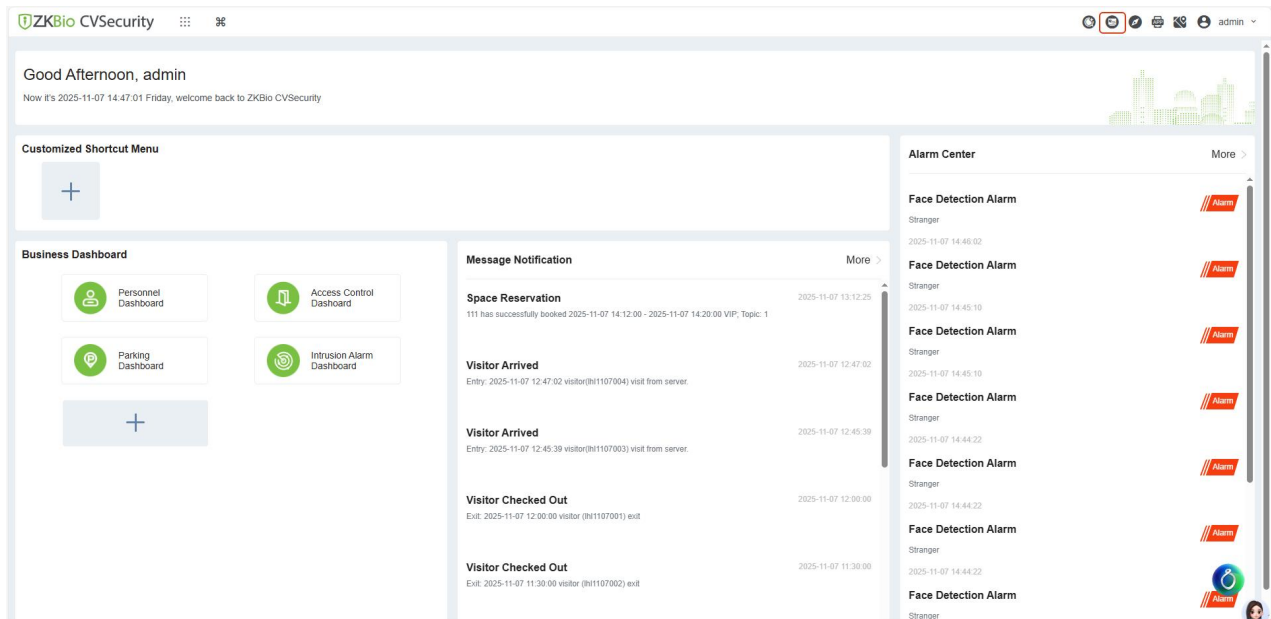 ZKBio CVSecurity
admin
Good Afternoon, admin
Now it's 2025-11-07 14:47:01 Friday, welcome back to ZKBio CVSecurity
Customized Shortcut Menu
Business Dashboard
Personnel
Dashboard
Access Control
Dashoard
Parking
Dashboard
Intrusion Alarm
Dashboard
Message Notification
More
Space Reservation
2025-11-07 13:12:25
111 has successfully booked 2025-11-07 14:12:00 - 2025-11-07 14:20:00 VIP; Topic: 1
Visitor Arrived
2025-11-07 12:47:02
Entry: 2025-11-07 12:47:02 visitor(lhl1107004) visit from server.
Visitor Arrived
2025-11-07 12:45:39
Entry: 2025-11-07 12:45:39 visitor(lhl1107003) visit from server.
Visitor Checked Out
2025-11-07 12:00:00
Exit: 2025-11-07 12:00:00 visitor (lhl1107001) exit
Visitor Checked Out
2025-11-07 11:30:00
Exit: 2025-11-07 11:30:00 visitor (lhl1107002) exit
Alarm Center
More
Face Detection Alarm
Alarm
Stranger
2025-11-07 14:46:02
Face Detection Alarm
Alarm
Stranger
2025-11-07 14:45:10
Face Detection Alarm
Alarm
Stranger
2025-11-07 14:45:10
Face Detection Alarm
Alarm
Stranger
2025-11-07 14:44:22
Face Detection Alarm
Alarm
Stranger
2025-11-07 14:44:22
Face Detection Alarm
Alarm
Stranger
2025-11-07 14:44:22
Face Detection Alarm
Alarm
Stranger